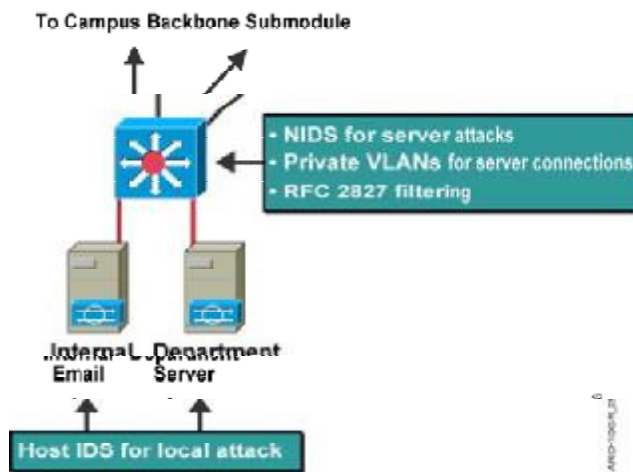 To Campus Backbone Submodule
- NIDS for server attacks
- Private VLANs for server connections
- RFC 2827 filtering
Internal Department
Email Server
Host IDS for local attack